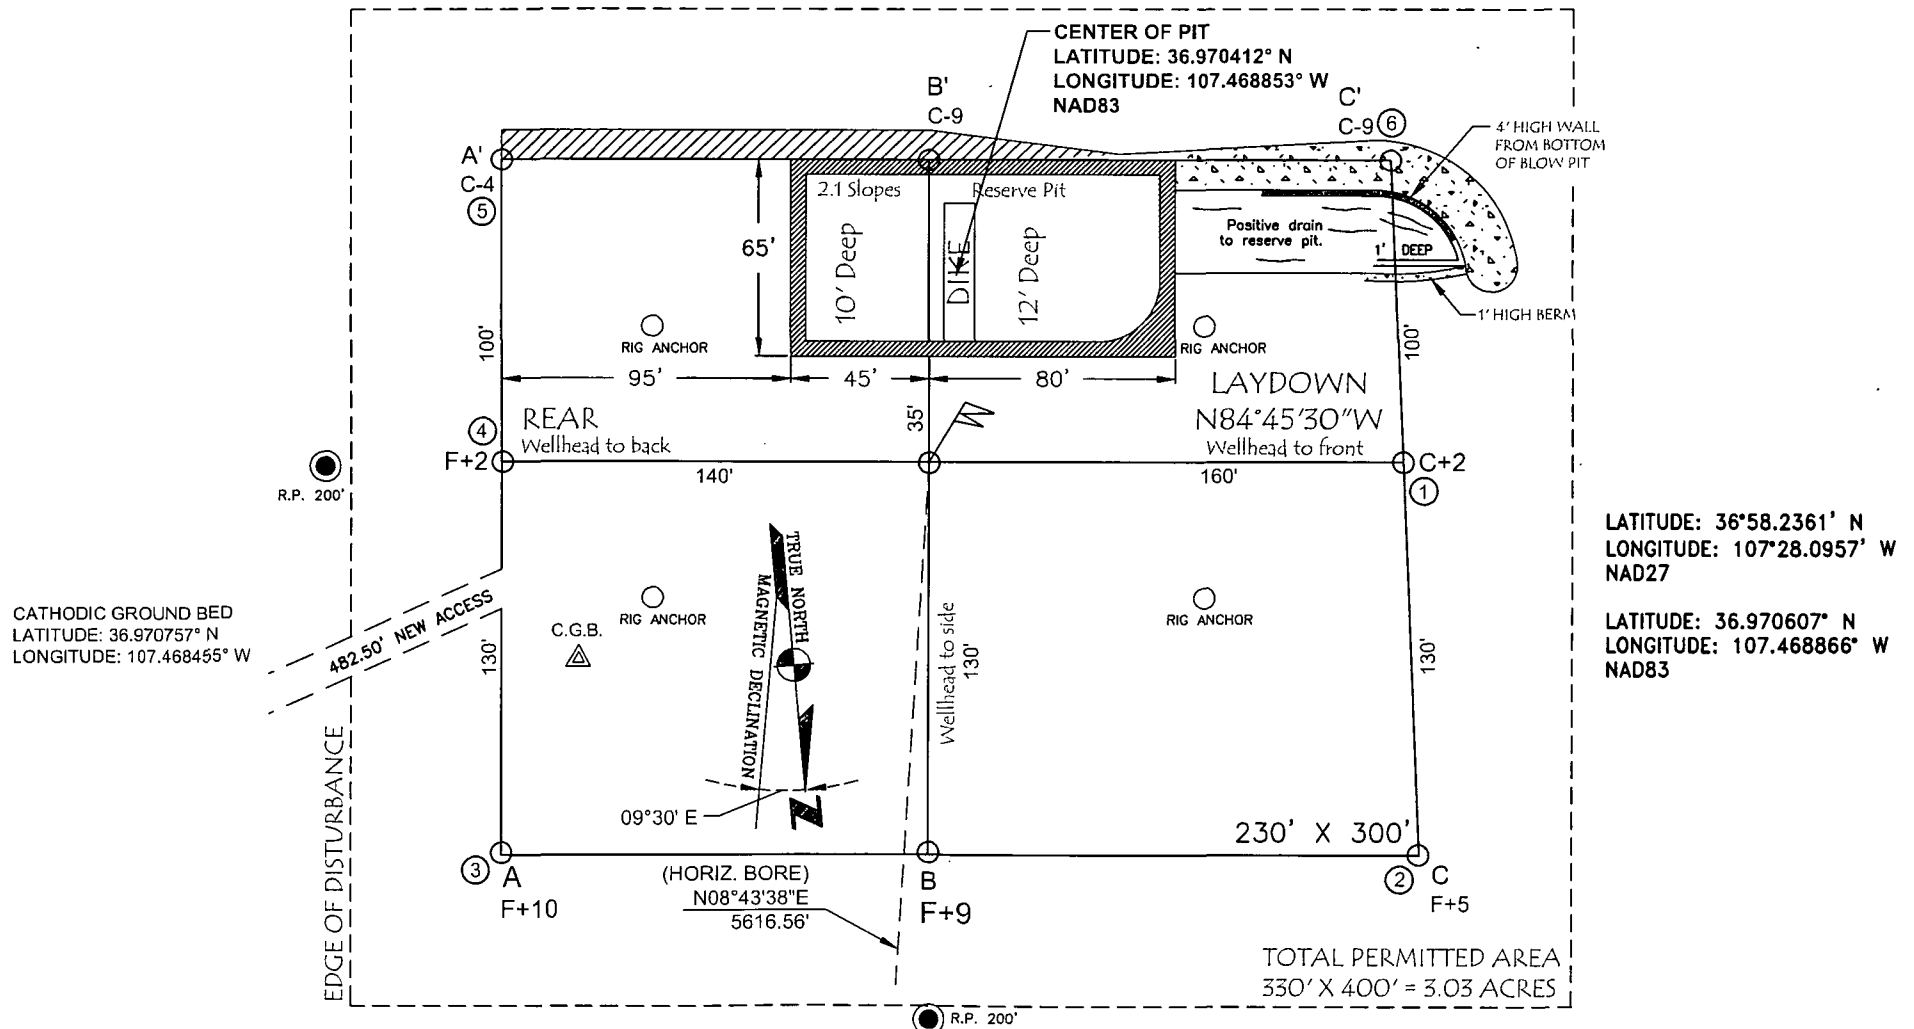 CENTER OF PIT
LATITUDE: 36.970412° N
LONGITUDE: 107.468853° W
NAD83
B'
C-9
C'
C-9 6
4' HIGH WALL
FROM BOTTOM
OF BLOW PIT
A'
C-4
5
2.1 Slopes
Reserve Pit
65'
10' Deep
DIKE
12' Deep
Positive drain
to reserve pit.
1' DEEP
1' HIGH BERM
RIG ANCHOR
RIG ANCHOR
100'
100'
95'
45'
80'
LAYDOWN
N84°45'30"W
Wellhead to front
REAR
Wellhead to back
35'
4
F+2
140'
160'
C+2
1
R.P. 200'
LATITUDE: 36°58.2361' N
LONGITUDE: 107°28.0957' W
NAD27
LATITUDE: 36.970607° N
LONGITUDE: 107.468866° W
NAD83
CATHODIC GROUND BED
LATITUDE: 36.970757° N
LONGITUDE: 107.468455° W
482.50' NEW ACCESS
RIG ANCHOR
RIG ANCHOR
C.G.B.
TRUE NORTH
MAGNETIC DECLINATION
N
09°30' E
130'
Wellhead to side
130'
130'
EDGE OF DISTURBANCE
230' X 300'
3
A
F+10
(HORIZ. BORE)
N08°43'38"E
5616.56'
B
F+9
2
C
F+5
TOTAL PERMITTED AREA
330' X 400' = 3.03 ACRES
R.P. 200'